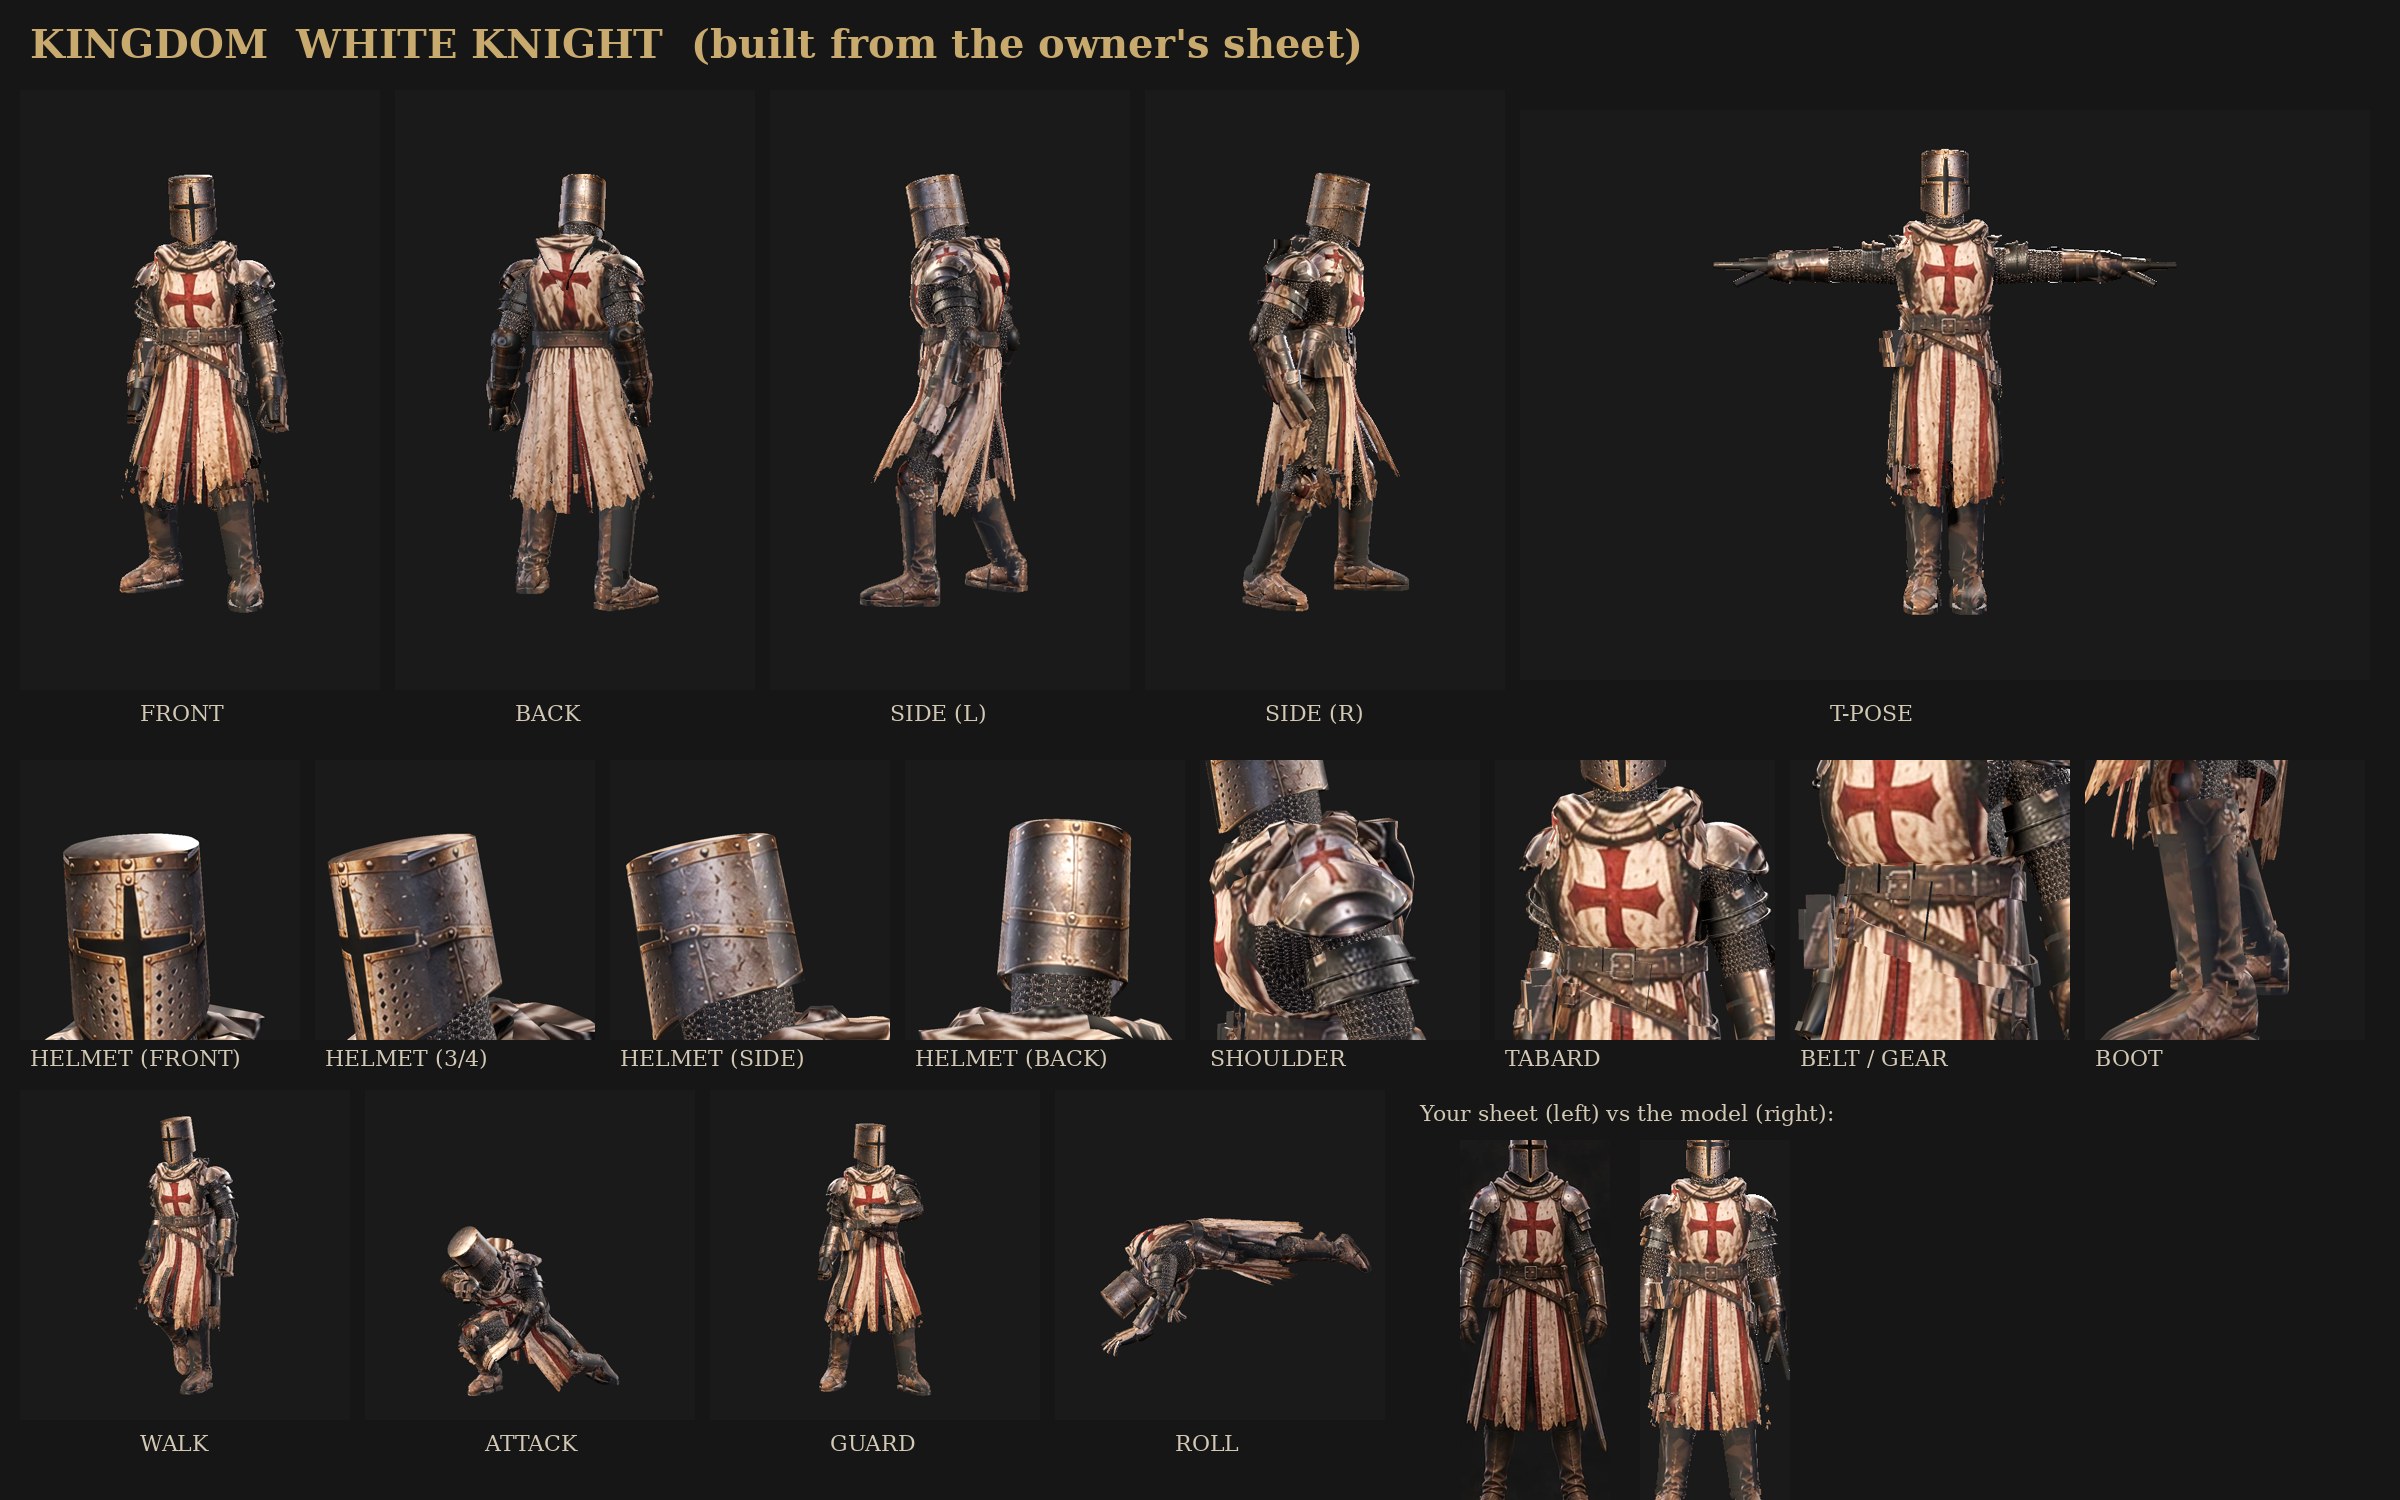 KINGDOM WHITE KNIGHT (built from the owner's sheet)
FRONT
BACK
SIDE (L)
SIDE (R)
T-POSE
HELMET (FRONT)
HELMET (3/4)
HELMET (SIDE)
HELMET (BACK)
SHOULDER
TABARD
BELT / GEAR
BOOT
Your sheet (left) vs the model (right):
WALK
ATTACK
GUARD
ROLL